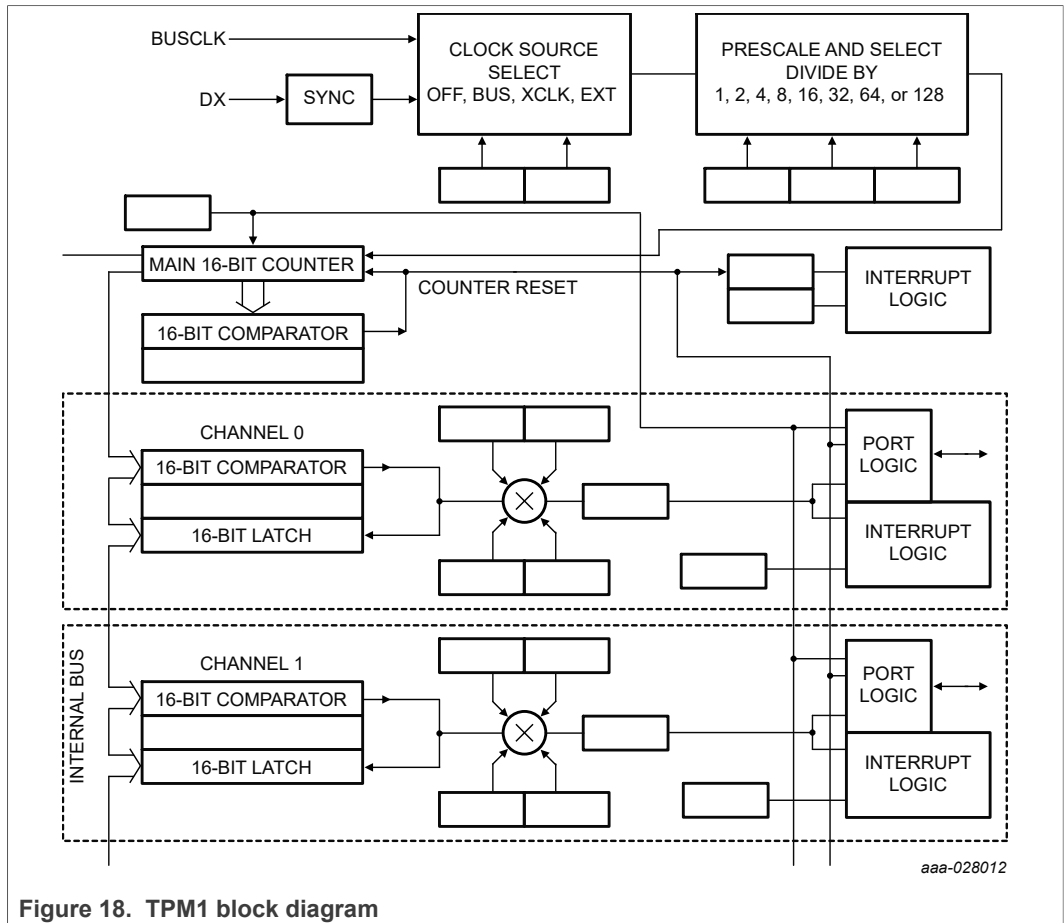 BUSCLK
CLOCK SOURCE
SELECT
OFF, BUS, XCLK, EXT
PRESCALE AND SELECT
DIVIDE BY
1, 2, 4, 8, 16, 32, 64, or 128
DX
SYNC
MAIN 16-BIT COUNTER
COUNTER RESET
INTERRUPT
LOGIC
16-BIT COMPARATOR
CHANNEL 0
16-BIT COMPARATOR
16-BIT LATCH
PORT
LOGIC
INTERRUPT
LOGIC
INTERNAL BUS
CHANNEL 1
16-BIT COMPARATOR
16-BIT LATCH
PORT
LOGIC
INTERRUPT
LOGIC
aaa-028012
Figure 18. TPM1 block diagram